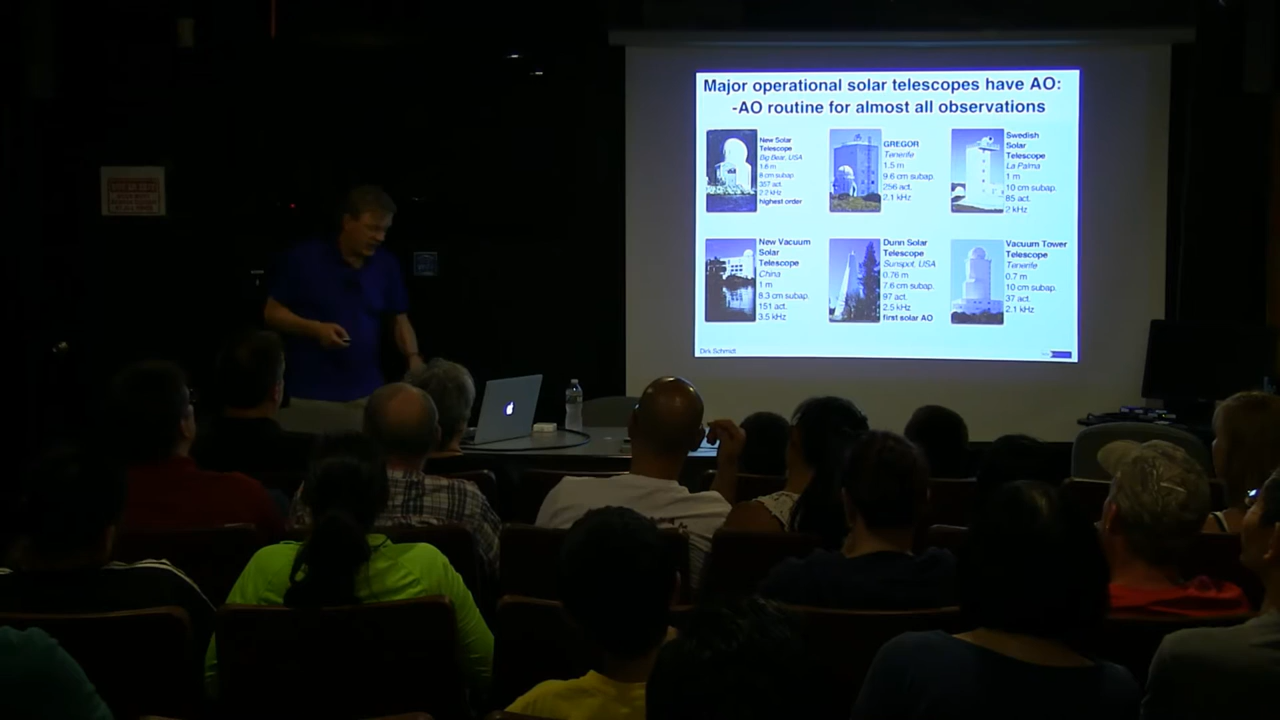 Major operational solar telescopes have AO:
-AO routine for almost all observations
New Solar
Telescope
Big Bear, USA
1.6 m
8 cm subap.
357 act.
2.2 kHz
highest order
GREGOR
Tenerife
1.5 m
9.6 cm subap.
256 act.
2.1 kHz
Swedish
Solar
Telescope
La Palma
1 m
10 cm subap.
85 act.
2 kHz
New Vacuum
Solar
Telescope
China
1 m
8.3 cm subap.
151 act.
3.5 kHz
Dunn Solar
Telescope
Sunspot, USA
0.76 m
7.6 cm subap.
97 act.
2.5 kHz
first solar AO
Vacuum Tower
Telescope
Tenerife
0.7 m
10 cm subap.
37 act.
2.1 kHz
Dirk Schmidt